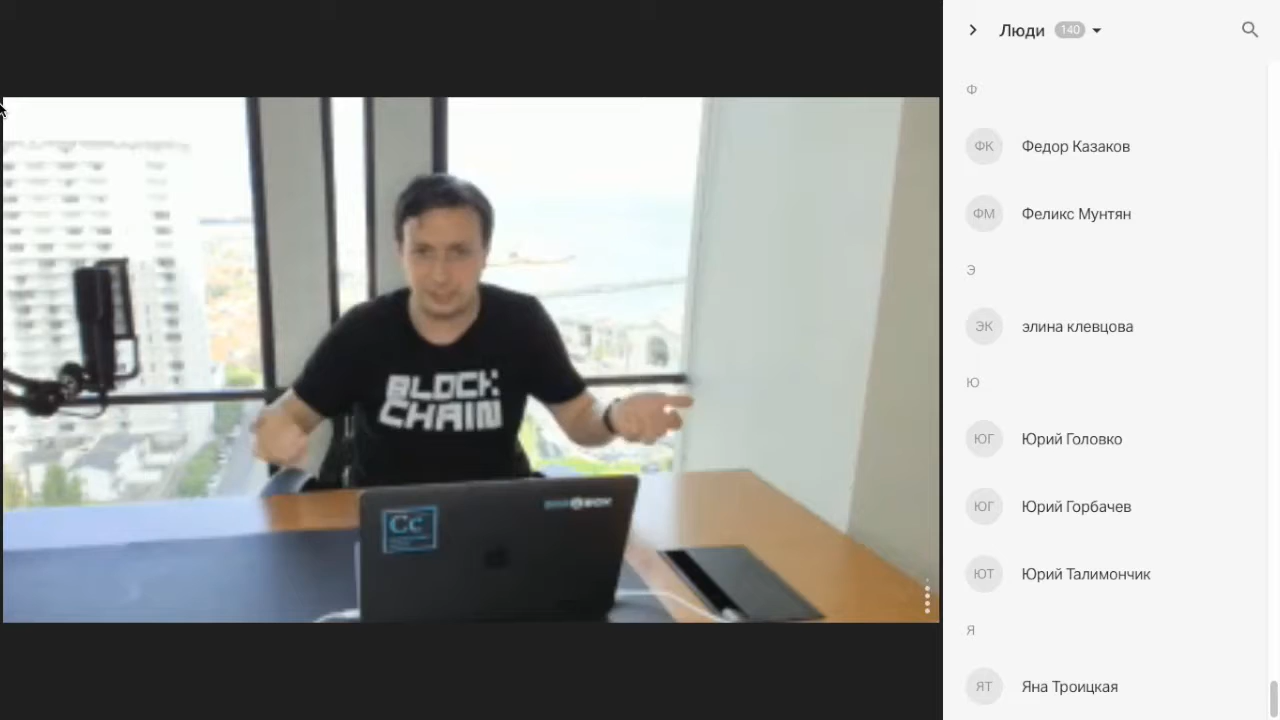 Люди 140
Ф
ФК Федор Казаков
ФМ Феликс Мунтян
Э
ЭК элина клевцова
Ю
ЮГ Юрий Головко
ЮГ Юрий Горбачев
ЮТ Юрий Талимончик
Я
ЯТ Яна Троицкая
BLOCK
CHAIN
Cc